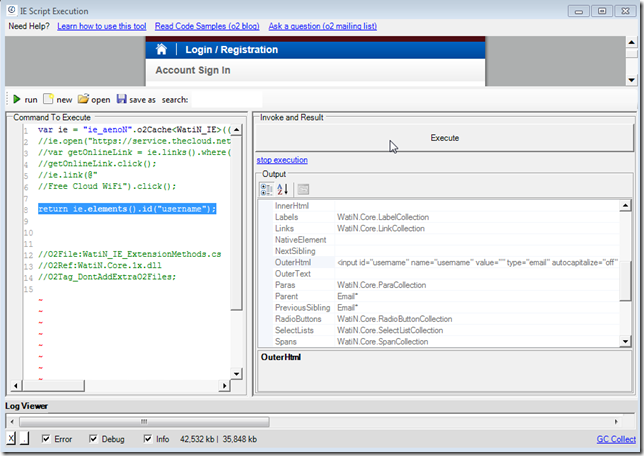 IE Script Execution
Need Help? Learn how to use this tool Read Code Samples (o2 blog) Ask a question (o2 mailing list)
Login / Registration
Account Sign In
run new open save as search:
Command To Execute
1 var ie = "ie_aenoN".o2Cache<WatiN_IE>((
2 //ie.open("https://service.thecloud.net
3 //var getOnlineLink = ie.links().where(
4 //getOnlineLink.click();
5 //ie.link(@"
6 //Free Cloud WiFi").click();
7
8 return ie.elements().id("username");
9
10
11
12 //O2File:WatiN_IE_ExtensionMethods.cs
13 //O2Ref:WatiN.Core.1x.dll
14 //O2Tag_DontAddExtraO2Files;
15
Invoke and Result
Execute
stop execution
Output
InnerHtml
Labels WatiN.Core.LabelCollection
Links WatiN.Core.LinkCollection
NativeElement
NextSibling
OuterHtml <input id="username" name="username" value="" type="email" autocapitalize="off"
OuterText
Paras WatiN.Core.ParaCollection
Parent Email*
PreviousSibling Email*
RadioButtons WatiN.Core.RadioButtonCollection
SelectLists WatiN.Core.SelectListCollection
Spans WatiN.Core.SpanCollection
OuterHtml
Log Viewer
X . Error Debug Info 42,532 kb | 35,848 kb GC Collect